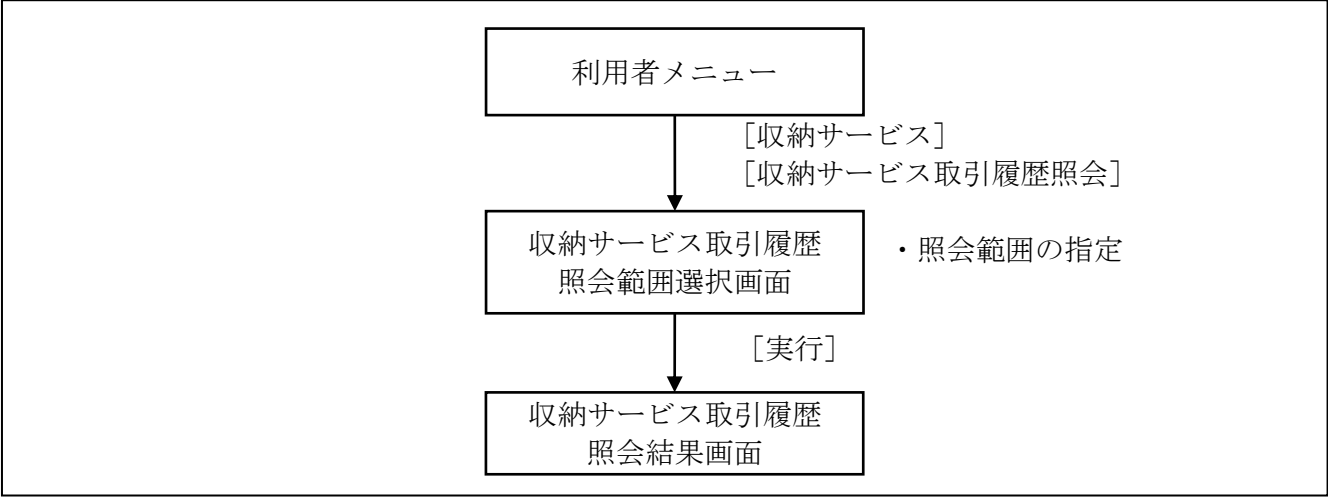 利用者メニュー
［収納サービス］
［収納サービス取引履歴照会］
収納サービス取引履歴
照会範囲選択画面
・照会範囲の指定
［実行］
収納サービス取引履歴
照会結果画面